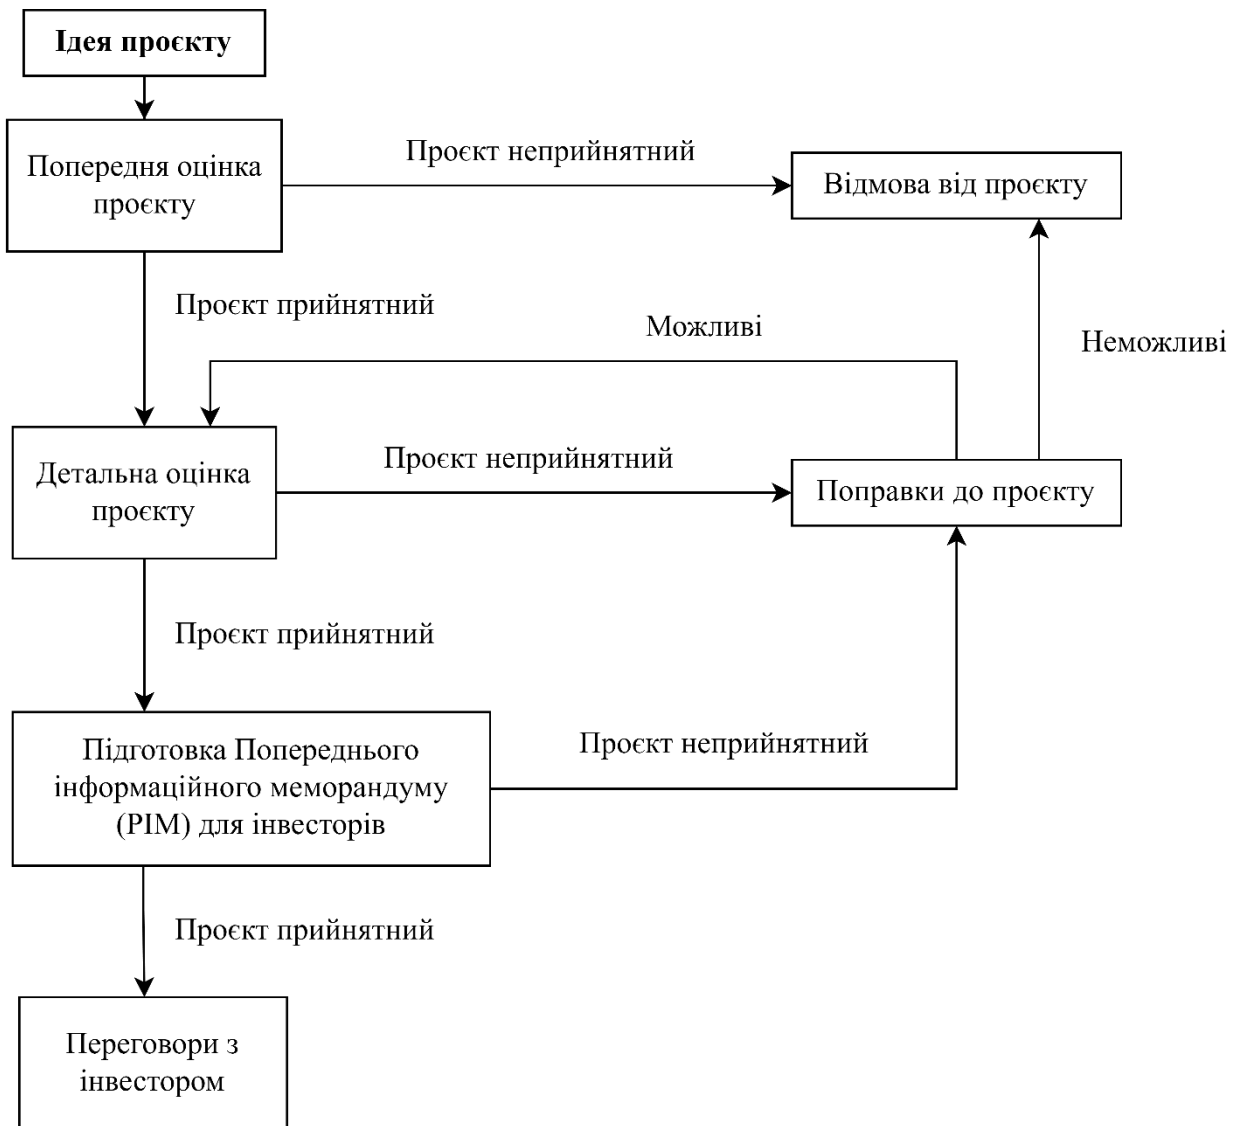 Ідея проєкту
Попередня оцінка
проєкту
Проєкт неприйнятний
Відмова від проєкту
Проєкт прийнятний
Можливі
Неможливі
Детальна оцінка
проєкту
Проєкт неприйнятний
Поправки до проєкту
Проєкт прийнятний
Підготовка Попереднього
інформаційного меморандуму
(PIM) для інвесторів
Проєкт неприйнятний
Проєкт прийнятний
Переговори з
інвестором